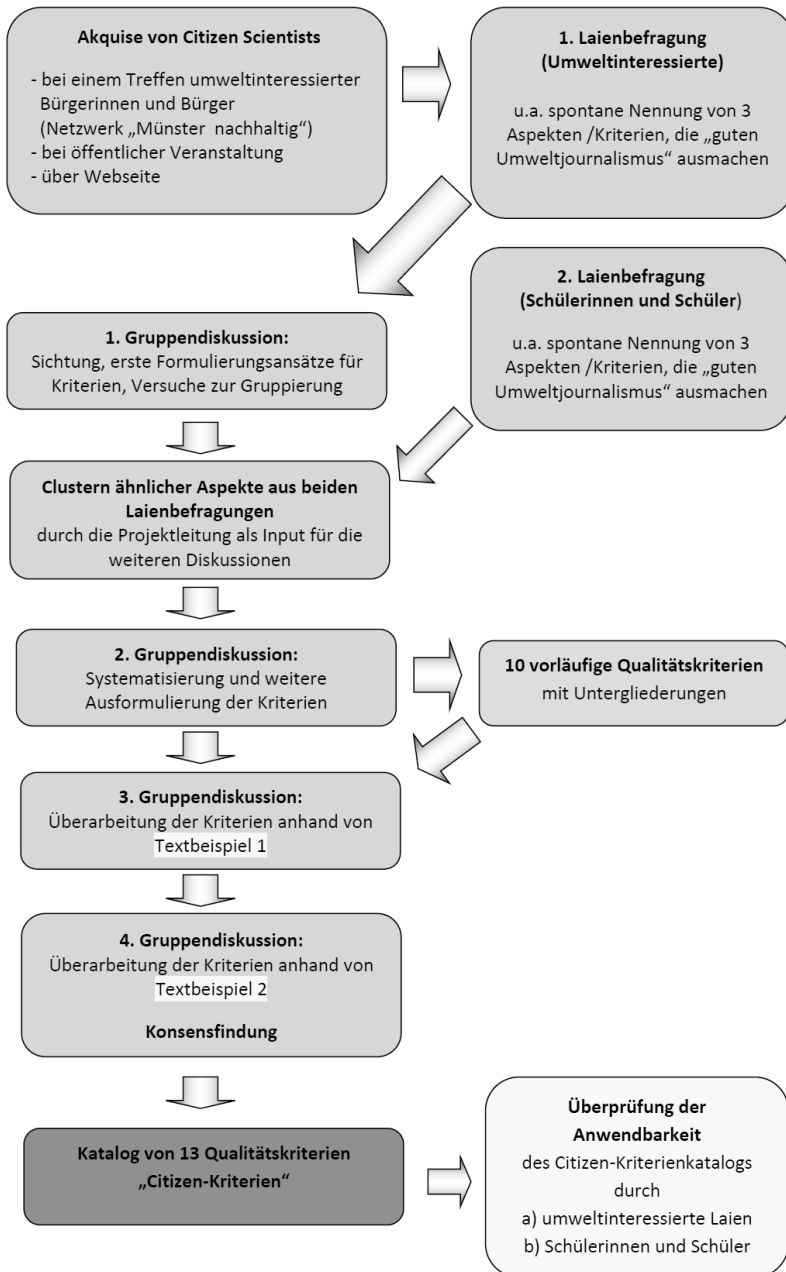 Akquise von Citizen Scientists
- bei einem Treffen umweltinteressierter
Bürgerinnen und Bürger
(Netzwerk „Münster nachhaltig“)
- bei öffentlicher Veranstaltung
- über Webseite
1. Laienbefragung
(Umweltinteressierte)
u.a. spontane Nennung von 3
Aspekten /Kriterien, die „guten
Umweltjournalismus“ ausmachen
2. Laienbefragung
(Schülerinnen und Schüler)
u.a. spontane Nennung von 3
Aspekten /Kriterien, die „guten
Umweltjournalismus“ ausmachen
1. Gruppendiskussion:
Sichtung, erste Formulierungsansätze für
Kriterien, Versuche zur Gruppierung
Clustern ähnlicher Aspekte aus beiden
Laienbefragungen
durch die Projektleitung als Input für die
weiteren Diskussionen
2. Gruppendiskussion:
Systematisierung und weitere
Ausformulierung der Kriterien
10 vorläufige Qualitätskriterien
mit Untergliederungen
3. Gruppendiskussion:
Überarbeitung der Kriterien anhand von
Textbeispiel 1
4. Gruppendiskussion:
Überarbeitung der Kriterien anhand von
Textbeispiel 2
Konsensfindung
Katalog von 13 Qualitätskriterien
„Citizen-Kriterien“
Überprüfung der
Anwendbarkeit
des Citizen-Kriterienkatalogs
durch
a) umweltinteressierte Laien
b) Schülerinnen und Schüler